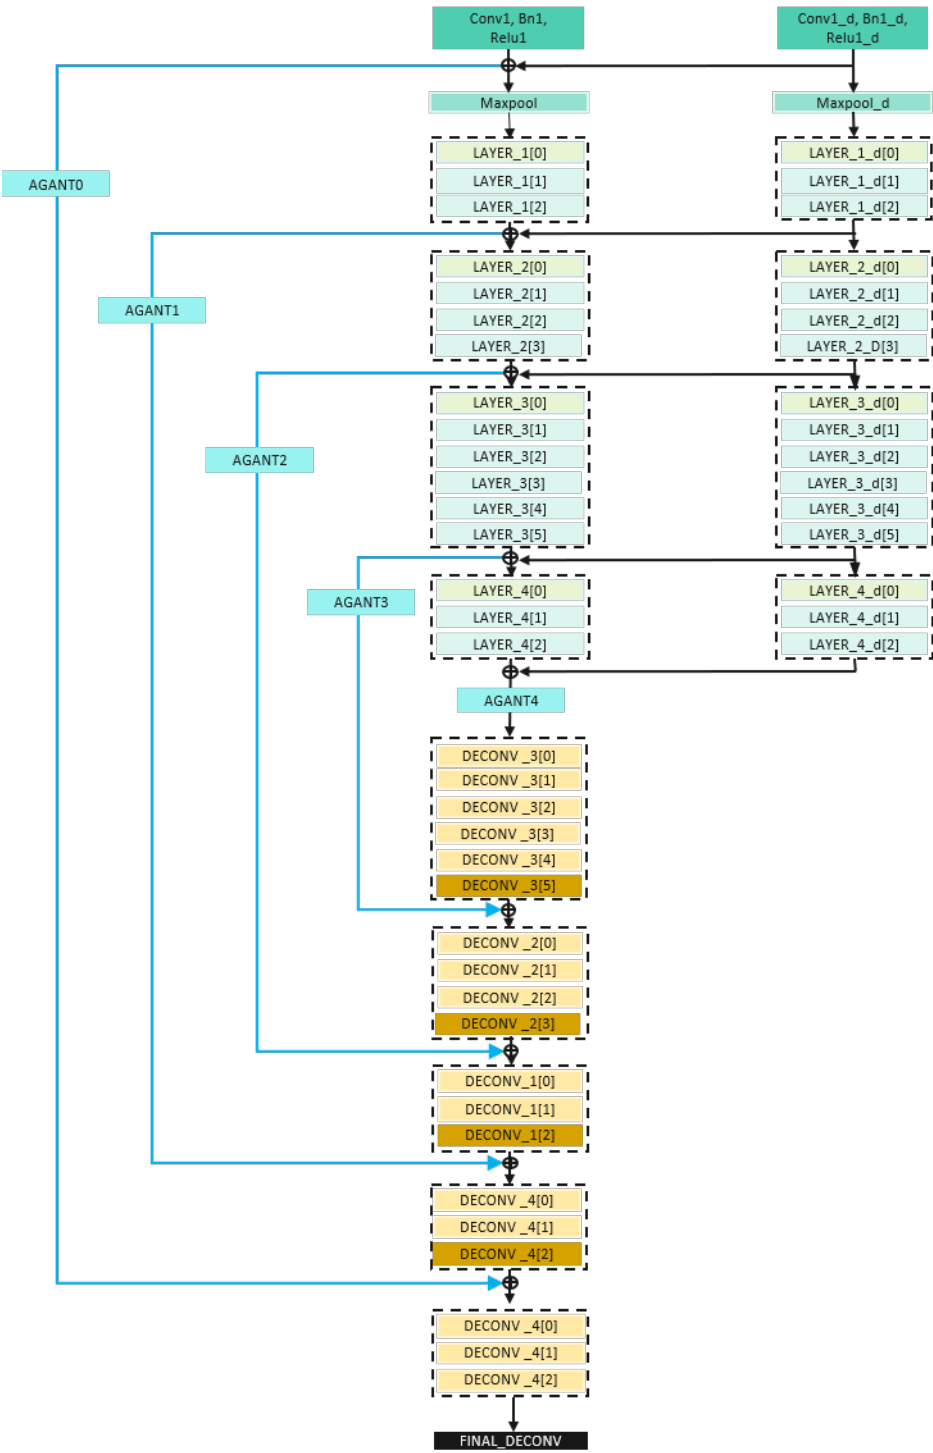 Conv1, Bn1,
Relu1
Conv1_d, Bn1_d,
Relu1_d
Maxpool
Maxpool_d
LAYER_1[0]
LAYER_1_d[0]
LAYER_1[1]
LAYER_1_d[1]
AGANT0
LAYER_1[2]
LAYER_1_d[2]
LAYER_2[0]
LAYER_2_d[0]
LAYER_2[1]
LAYER_2_d[1]
AGANT1
LAYER_2[2]
LAYER_2_d[2]
LAYER_2[3]
LAYER_2_D[3]
LAYER_3[0]
LAYER_3_d[0]
LAYER_3[1]
LAYER_3_d[1]
AGANT2
LAYER_3[2]
LAYER_3_d[2]
LAYER_3[3]
LAYER_3_d[3]
LAYER_3[4]
LAYER_3_d[4]
LAYER_3[5]
LAYER_3_d[5]
AGANT3
LAYER_4[0]
LAYER_4_d[0]
LAYER_4[1]
LAYER_4_d[1]
LAYER_4[2]
LAYER_4_d[2]
AGANT4
DECONV _3[0]
DECONV _3[1]
DECONV _3[2]
DECONV _3[3]
DECONV _3[4]
DECONV _3[5]
DECONV _2[0]
DECONV _2[1]
DECONV _2[2]
DECONV _2[3]
DECONV_1[0]
DECONV_1[1]
DECONV_1[2]
DECONV _4[0]
DECONV _4[1]
DECONV _4[2]
DECONV _4[0]
DECONV _4[1]
DECONV _4[2]
FINAL_DECONV